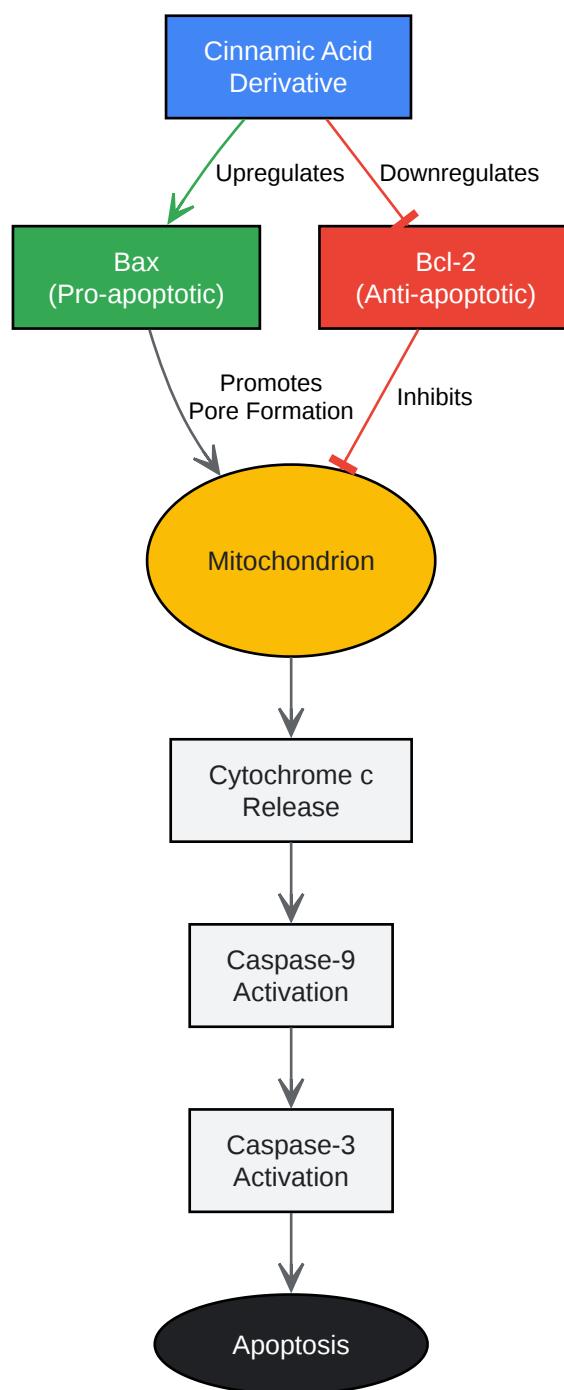 Cinnamic Acid
Derivative
Upregulates
Downregulates
Bax
(Pro-apoptotic)
Bcl-2
(Anti-apoptotic)
Promotes
Pore Formation
Inhibits
Mitochondrion
Cytochrome c
Release
Caspase-9
Activation
Caspase-3
Activation
Apoptosis